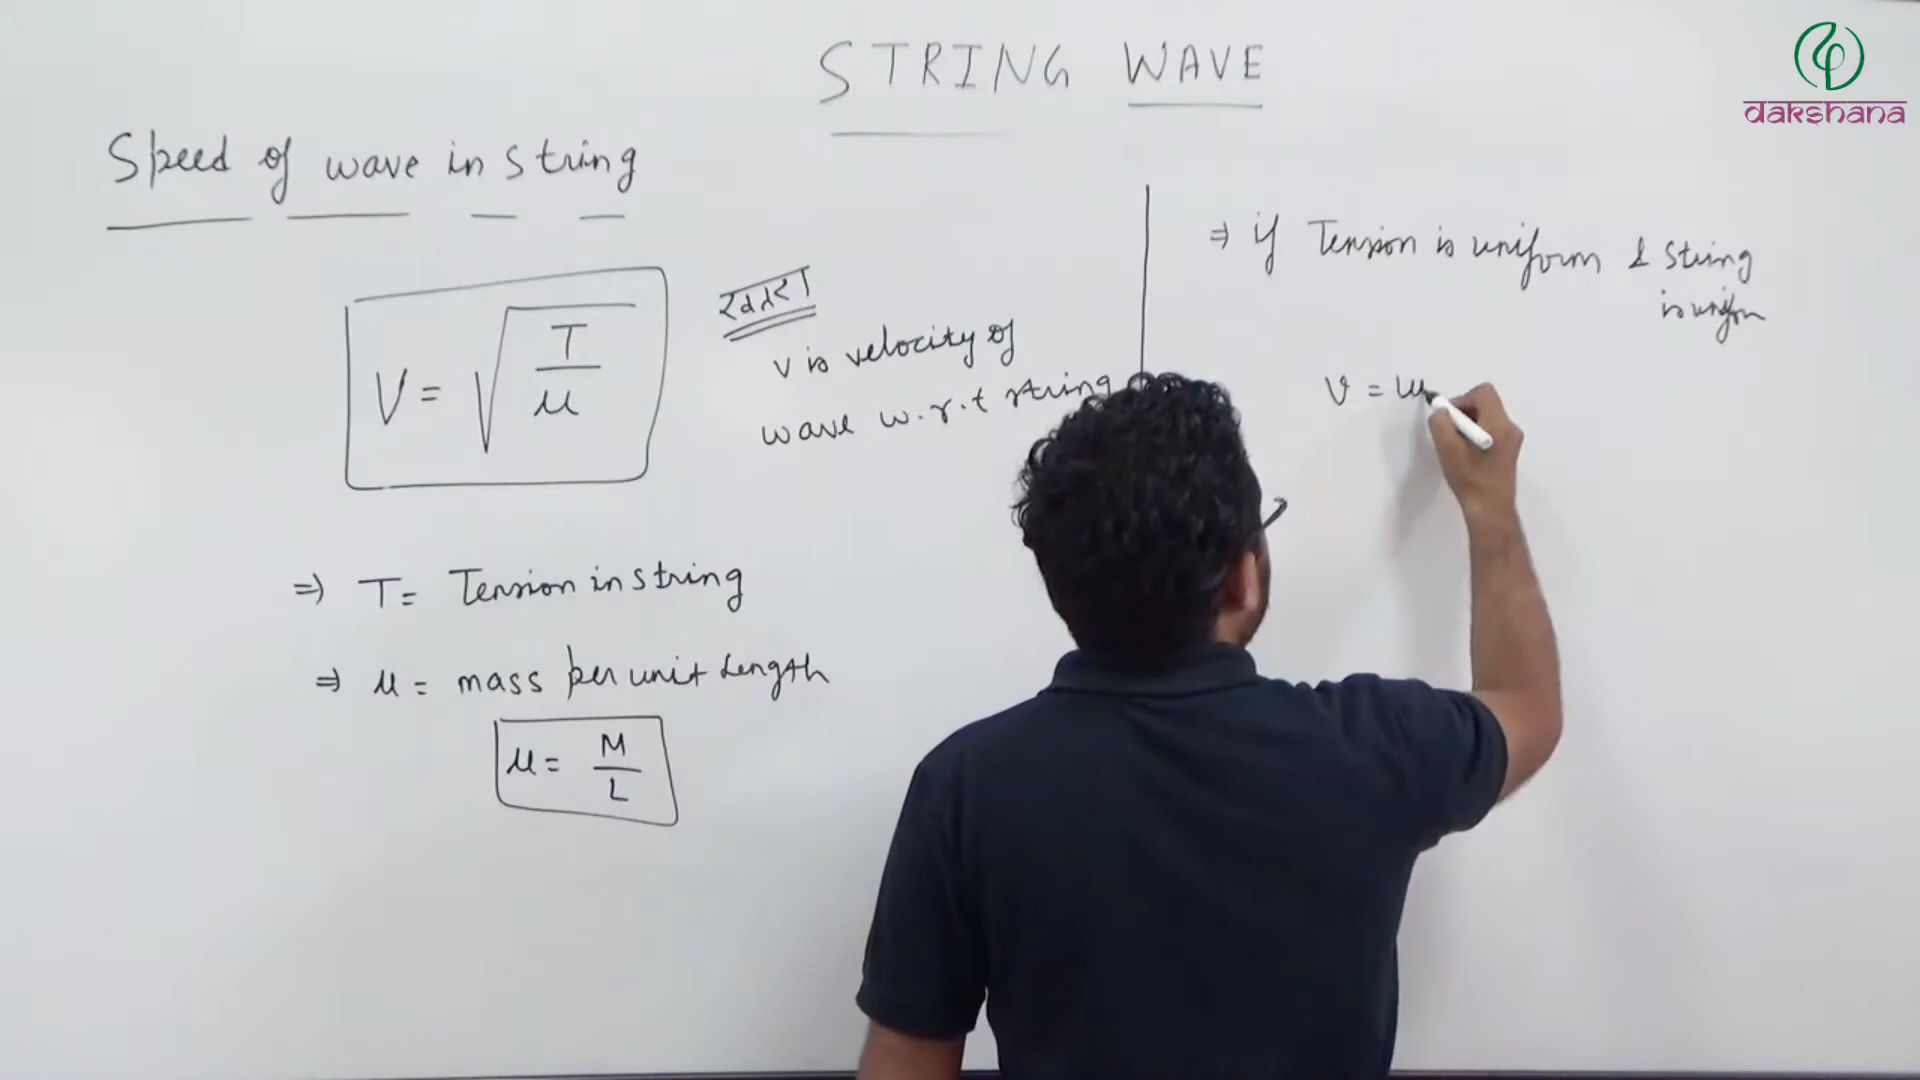 STRING WAVE
dakshana
Speed of wave in string
V = √(T/μ)
v is velocity of
wave w.r.t string
⇒ T = Tension in string
⇒ μ = mass per unit Length
μ = M/L
⇒ if Tension is uniform & string
is uniform
v =